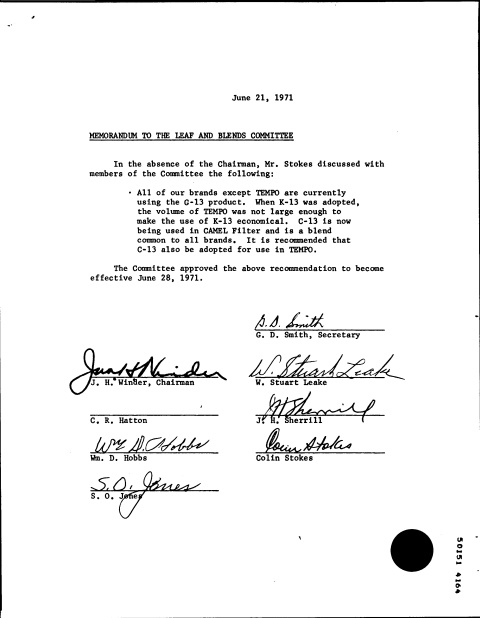 June 21, 1971
MEMORANDUM TO THE LEAF AND BLENDS COMMITTEE
In the absence of the Chairman, Mr. Stokes discussed with
members of the Committee the following:
· All of our brands except TEMPO are currently
using the G-13 product. When K-13 was adopted,
the volume of TEMPO was not large enough to
make the use of K-13 economical. C-13 is now
being used in CAMEL Filter and is a blend
common to all brands. It is recommended that
C-13 also be adopted for use in TEMPO.
The Committee approved the above recommendation to become
effective June 28, 1971.
G. D. Smith
G. D. Smith, Secretary
J. H. Winder, Chairman
W. Stuart Leake
W. Stuart Leake
C. R. Hatton
J H Sherrill
J. H. Sherrill
Wm D. Hobbs
Wm. D. Hobbs
Colin Stokes
Colin Stokes
S. O. Jones
S. O. Jones
50151 4164